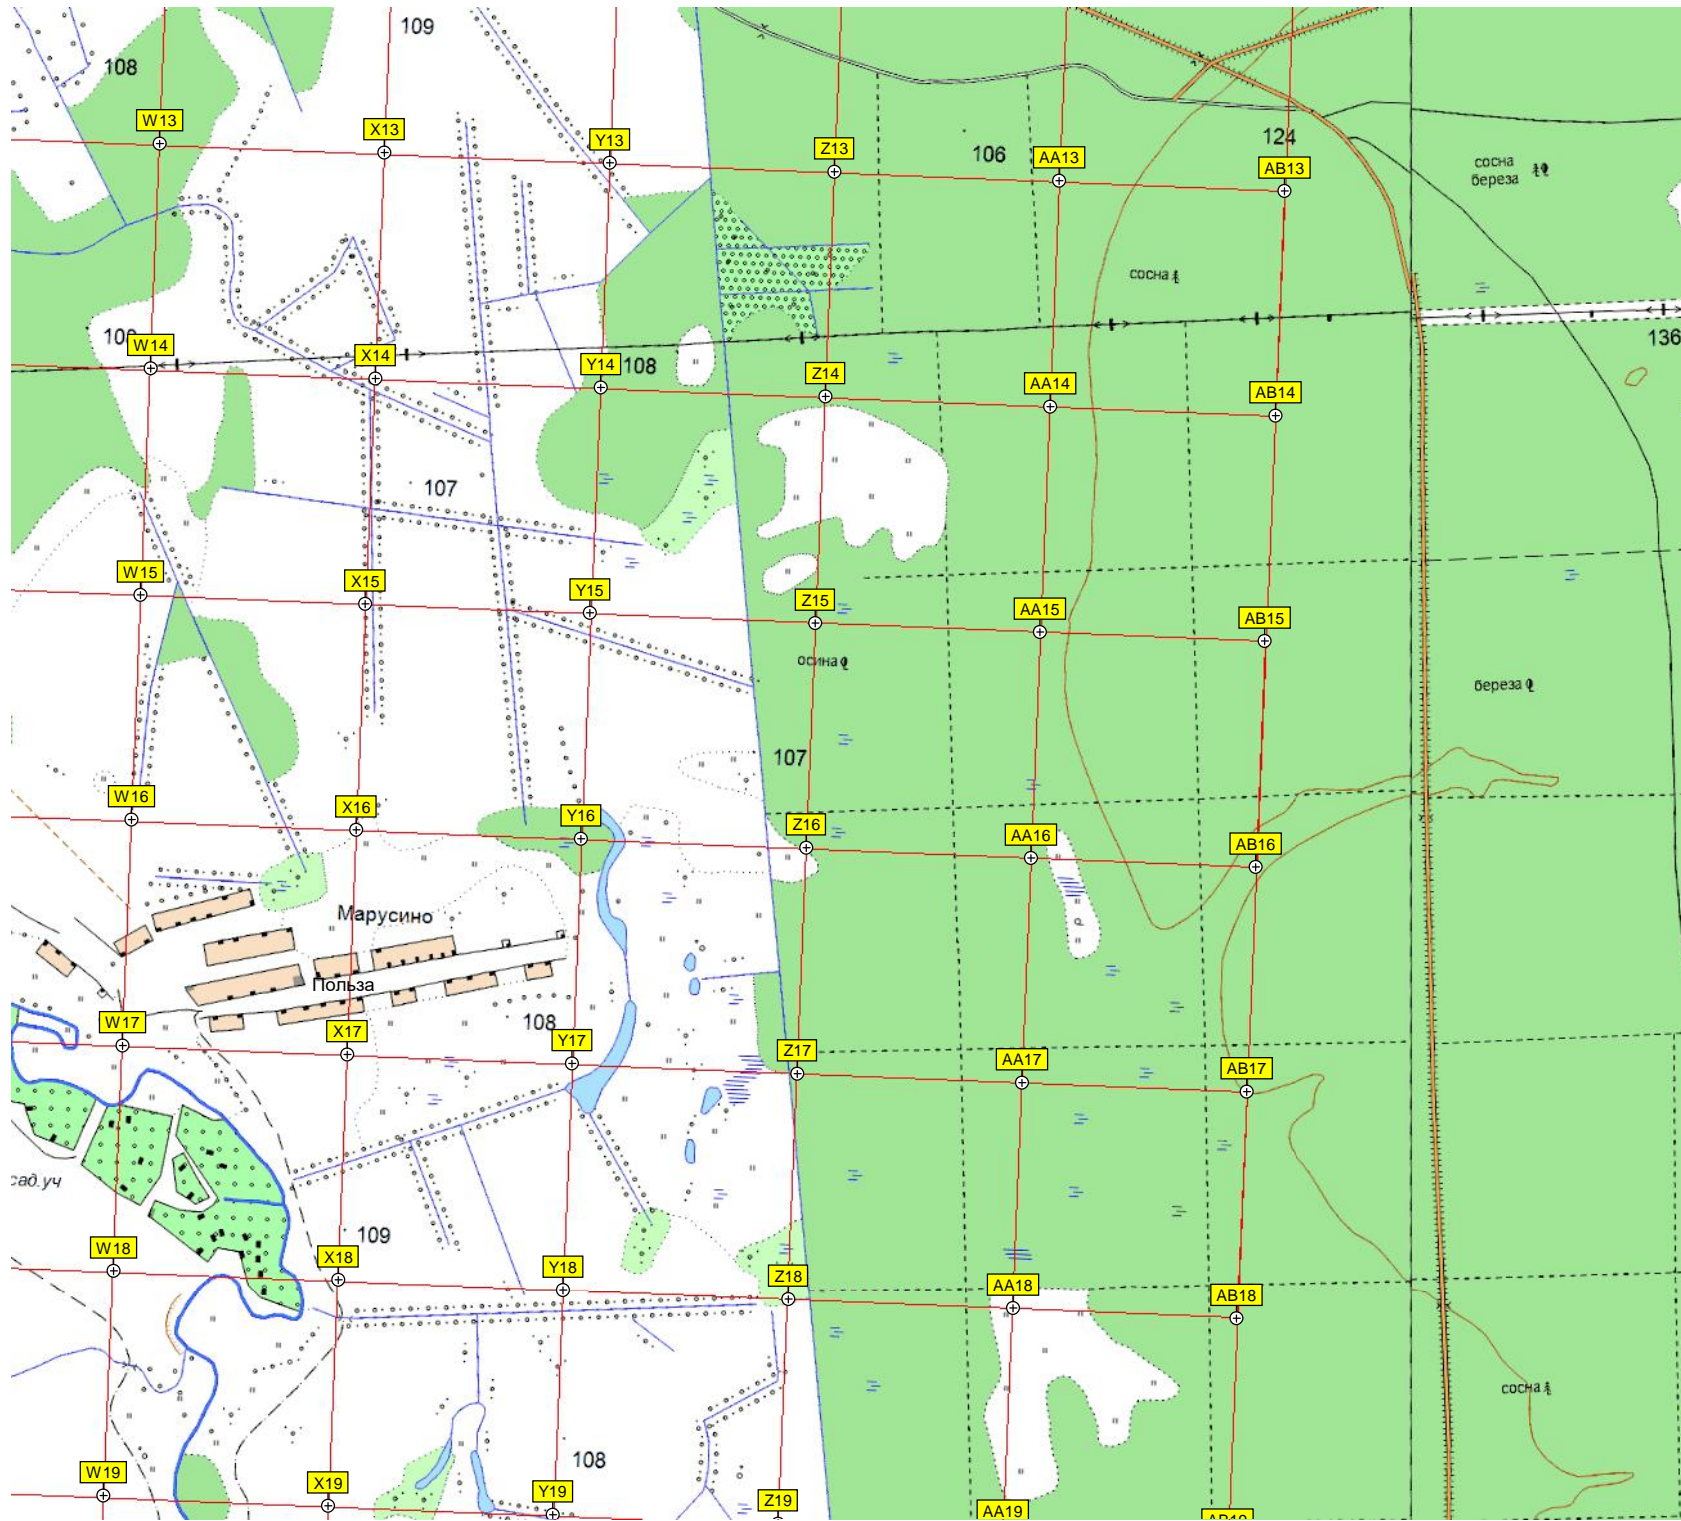 109
108
W13
X13
Y13
Z13
106
AA13
124
AB13
сосна
береза
сосна
109
W14
X14
Y14
108
Z14
AA14
AB14
136
107
W15
X15
Y15
Z15
AA15
AB15
осина
береза
107
W16
X16
Y16
Z16
AA16
AB16
Марусино
Польза
108
W17
X17
Y17
Z17
AA17
AB17
сад.уч
109
W18
X18
Y18
Z18
AA18
AB18
сосна
108
W19
X19
Y19
Z19
AA19
AB19